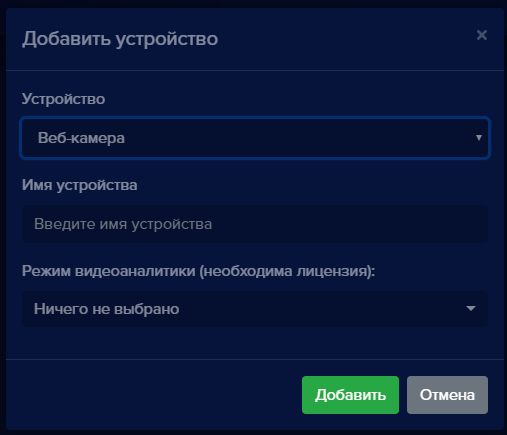 Добавить устройство
×
Устройство
Веб-камера
Имя устройства
Введите имя устройства
Режим видеоаналитики (необходима лицензия):
Ничего не выбрано
Добавить
Отмена